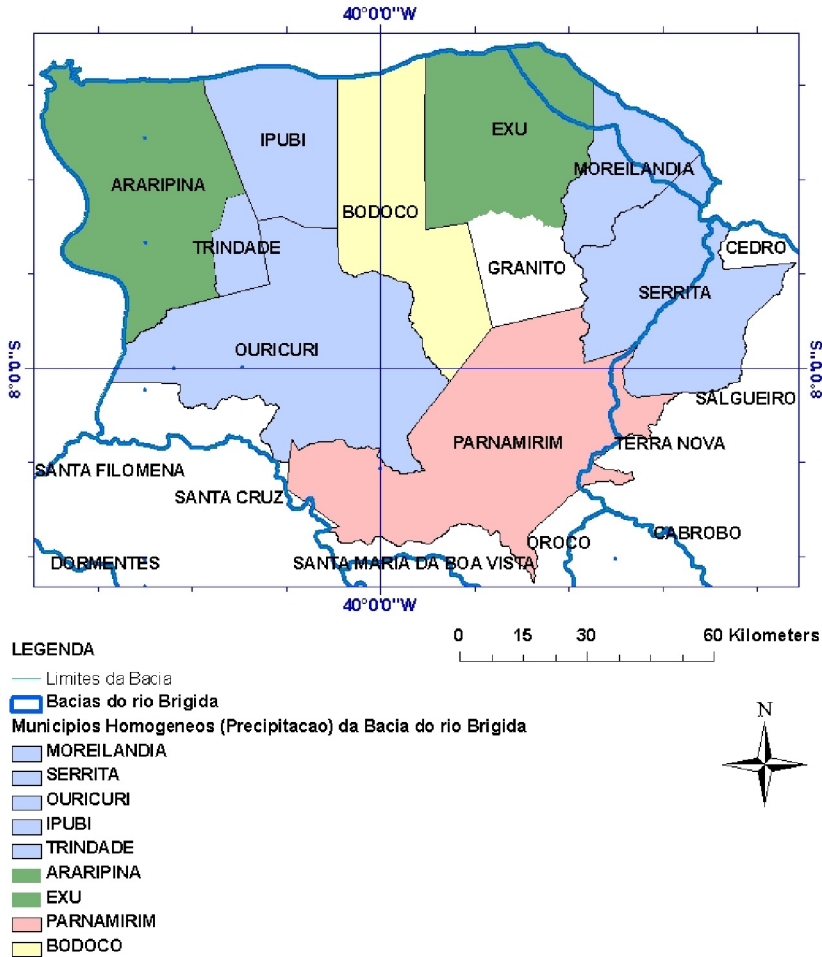 40°0'0"W
IPUBI
EXU
MOREILANDIA
ARARIPINA
BODOCO
TRINDADE
CEDRO
GRANITO
SERRITA
OURICURI
8°0'0"S
8°0'0"S
SALGUEIRO
PARNAMIRIM
TERRA NOVA
SANTA FILOMENA
SANTA CRUZ
CABROBO
OROCO
DORMENTES
SANTA MARIA DA BOA VISTA
40°0'0"W
0 15 30 60 Kilometers
LEGENDA
Limites da Bacia
Bacias do rio Brigida
Municipios Homogeneos (Precipitacao) da Bacia do rio Brigida
MOREILANDIA
SERRITA
OURICURI
IPUBI
TRINDADE
ARARIPINA
EXU
PARNAMIRIM
BODOCO
N